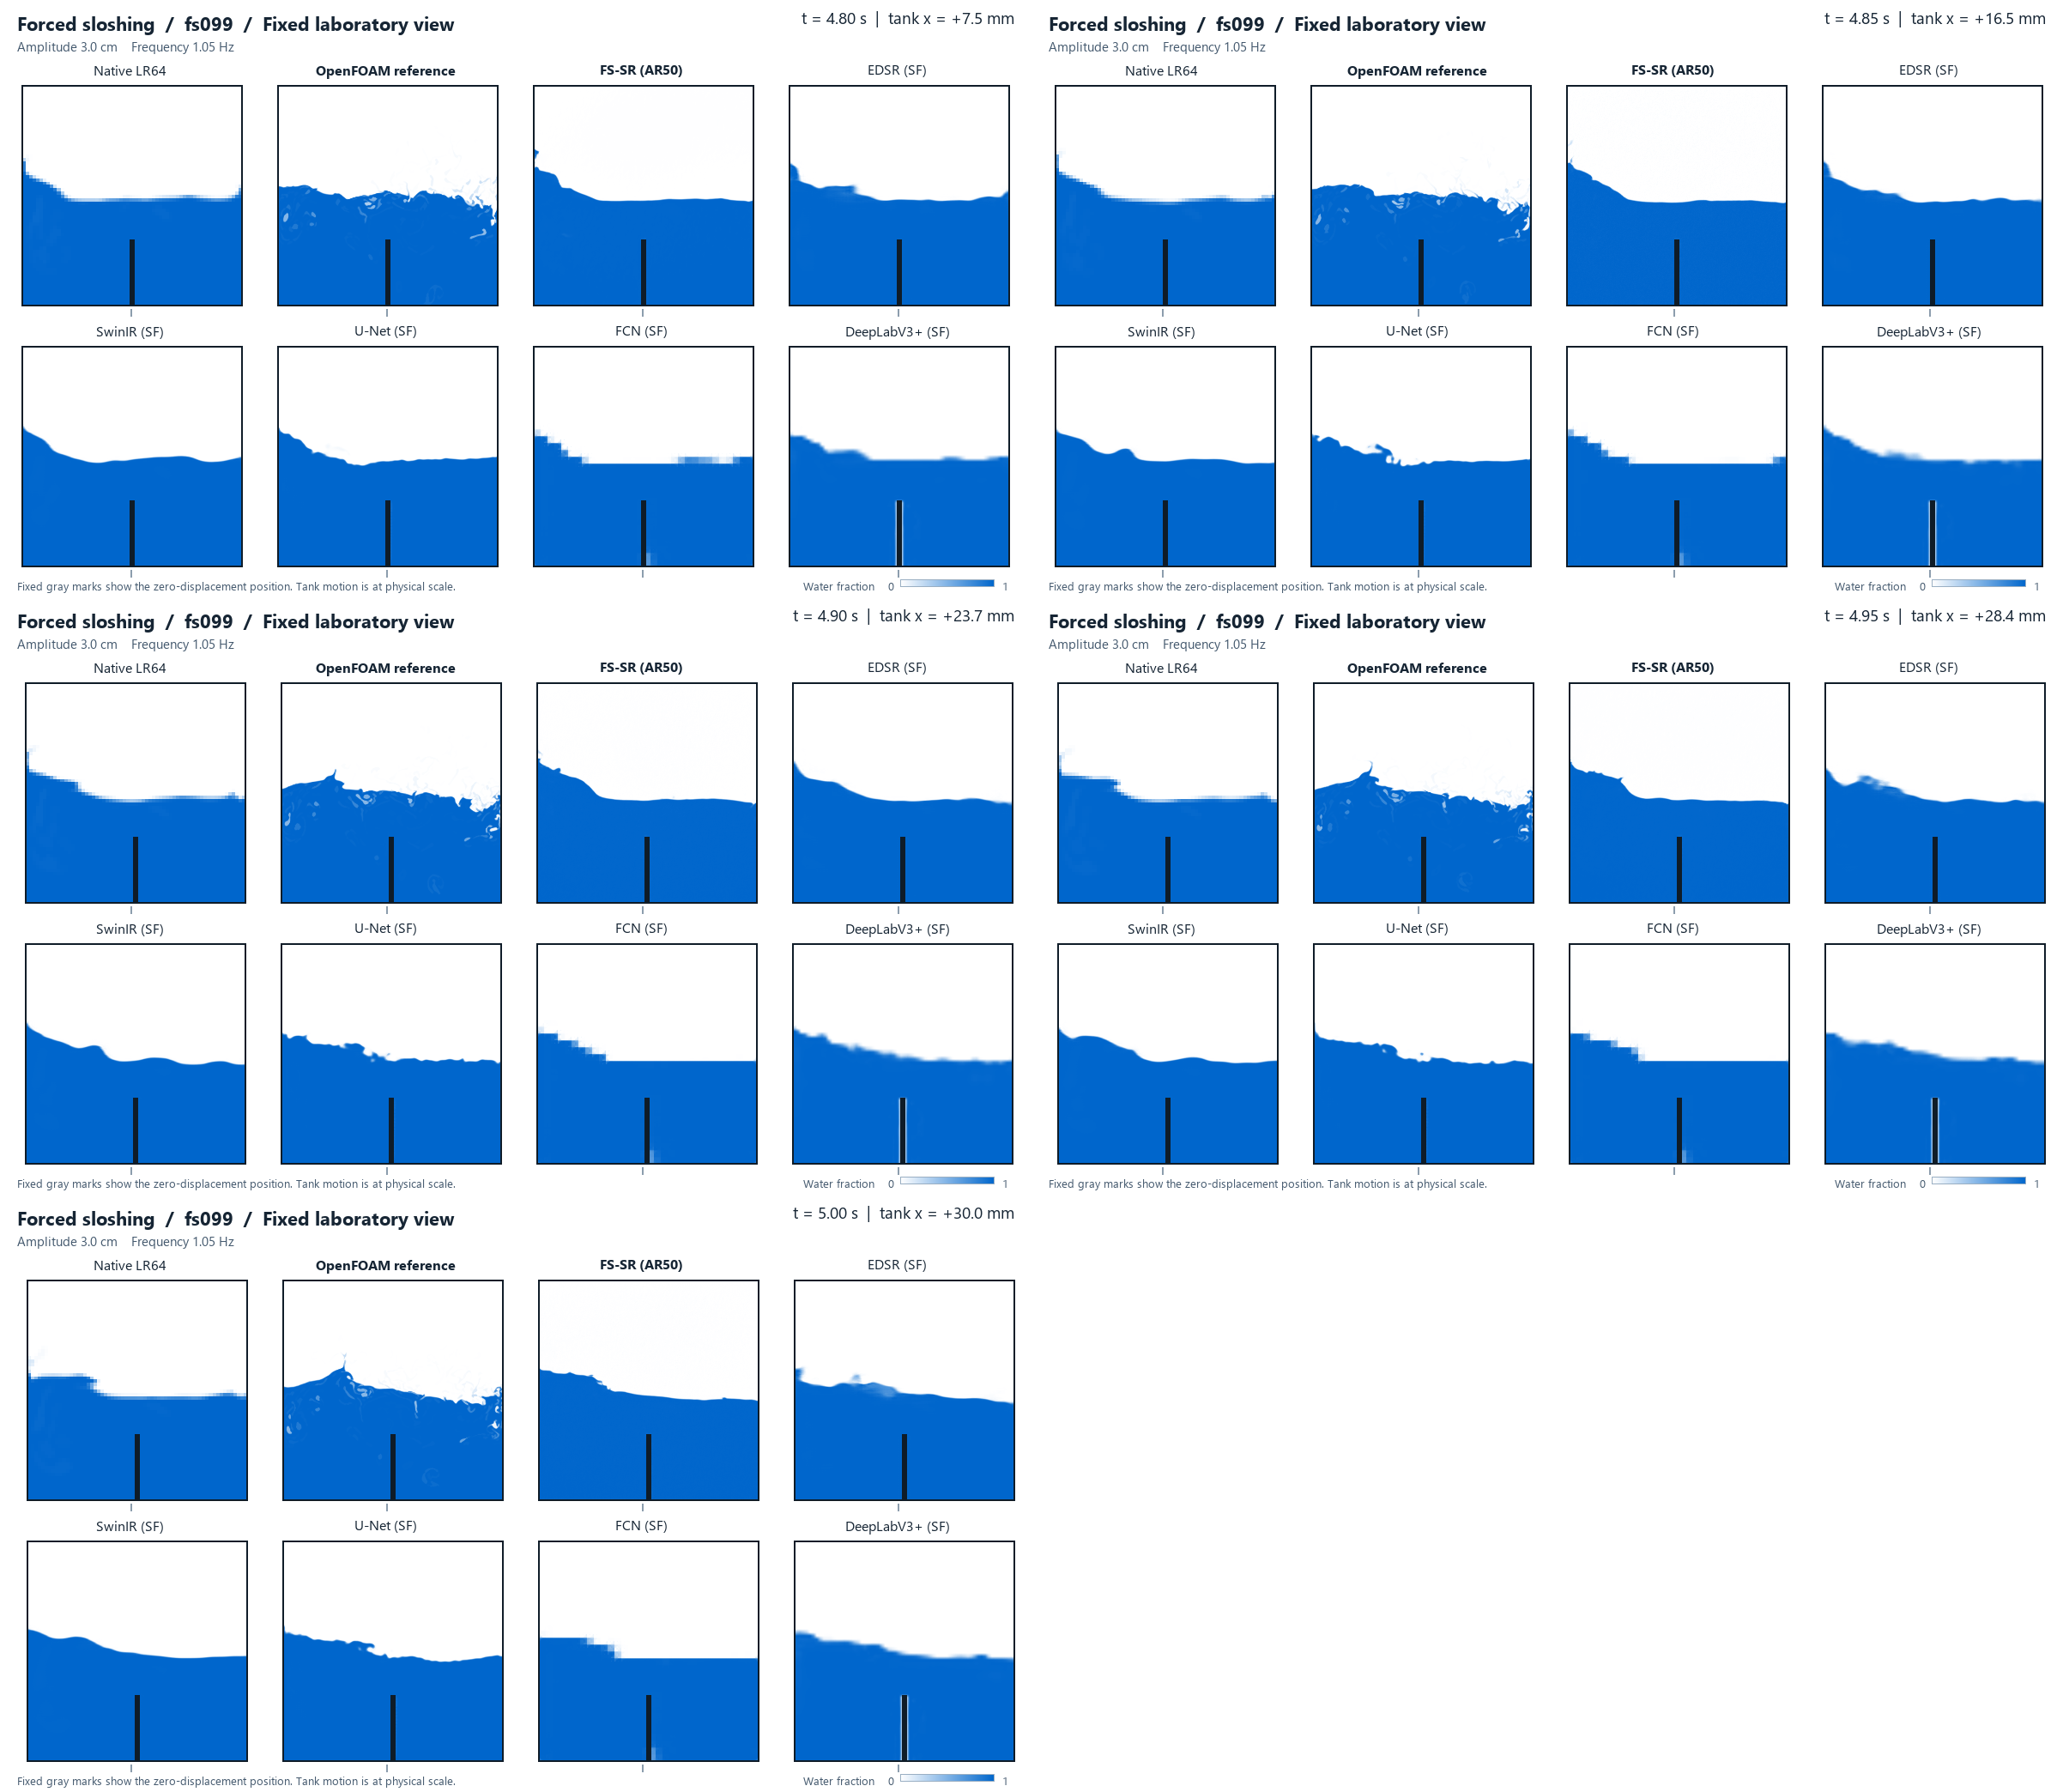 Forced sloshing / fs099 / Fixed laboratory view
t = 4.80 s | tank x = +7.5 mm
Amplitude 3.0 cm Frequency 1.05 Hz
Native LR64
OpenFOAM reference
FS-SR (AR50)
EDSR (SF)
SwinIR (SF)
U-Net (SF)
FCN (SF)
DeepLabV3+ (SF)
Fixed gray marks show the zero-displacement position. Tank motion is at physical scale.
Water fraction 0 1
Forced sloshing / fs099 / Fixed laboratory view
t = 4.85 s | tank x = +16.5 mm
Amplitude 3.0 cm Frequency 1.05 Hz
Native LR64
OpenFOAM reference
FS-SR (AR50)
EDSR (SF)
SwinIR (SF)
U-Net (SF)
FCN (SF)
DeepLabV3+ (SF)
Fixed gray marks show the zero-displacement position. Tank motion is at physical scale.
Water fraction 0 1
Forced sloshing / fs099 / Fixed laboratory view
t = 4.90 s | tank x = +23.7 mm
Amplitude 3.0 cm Frequency 1.05 Hz
Native LR64
OpenFOAM reference
FS-SR (AR50)
EDSR (SF)
SwinIR (SF)
U-Net (SF)
FCN (SF)
DeepLabV3+ (SF)
Fixed gray marks show the zero-displacement position. Tank motion is at physical scale.
Water fraction 0 1
Forced sloshing / fs099 / Fixed laboratory view
t = 4.95 s | tank x = +28.4 mm
Amplitude 3.0 cm Frequency 1.05 Hz
Native LR64
OpenFOAM reference
FS-SR (AR50)
EDSR (SF)
SwinIR (SF)
U-Net (SF)
FCN (SF)
DeepLabV3+ (SF)
Fixed gray marks show the zero-displacement position. Tank motion is at physical scale.
Water fraction 0 1
Forced sloshing / fs099 / Fixed laboratory view
t = 5.00 s | tank x = +30.0 mm
Amplitude 3.0 cm Frequency 1.05 Hz
Native LR64
OpenFOAM reference
FS-SR (AR50)
EDSR (SF)
SwinIR (SF)
U-Net (SF)
FCN (SF)
DeepLabV3+ (SF)
Fixed gray marks show the zero-displacement position. Tank motion is at physical scale.
Water fraction 0 1